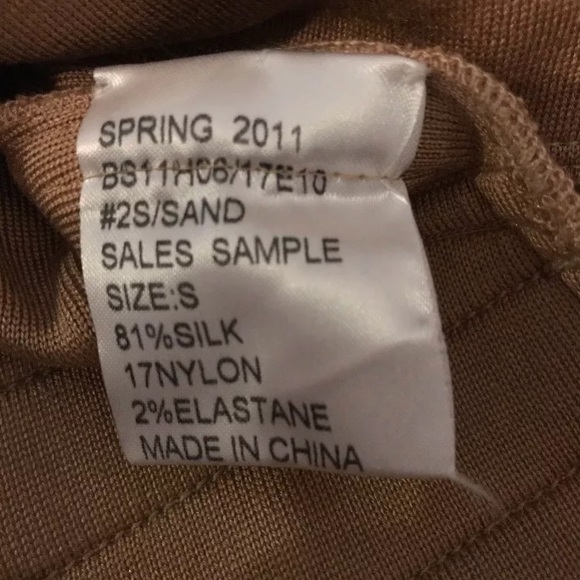 SPRING 2011
BS11H06/17E10
#2S/SAND
SALES SAMPLE
SIZE:S
81%SILK
17NYLON
2%ELASTANE
MADE IN CHINA